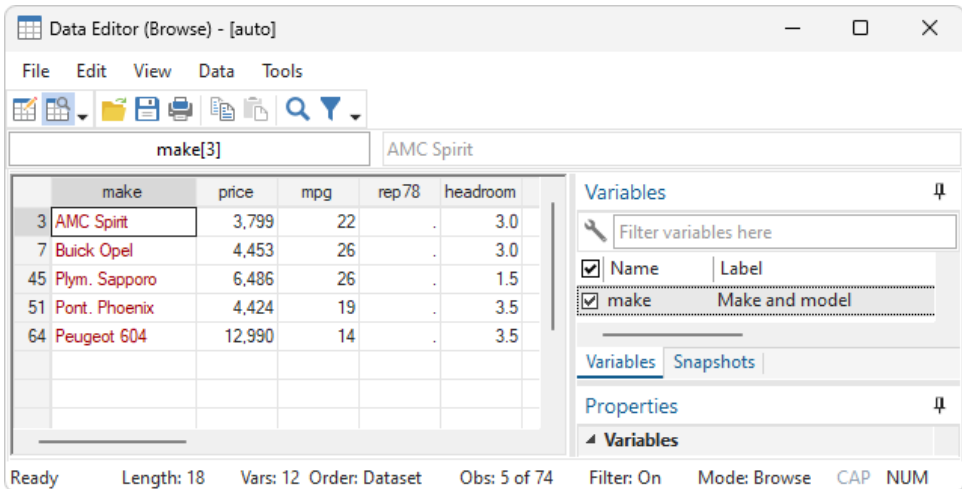 Data Editor (Browse) - [auto]
File Edit View Data Tools
make[3] AMC Spirit
make price mpg rep78 headroom
3 AMC Spirit 3,799 22 . 3.0
7 Buick Opel 4,453 26 . 3.0
45 Plym. Sapporo 6,486 26 . 1.5
51 Pont. Phoenix 4,424 19 . 3.5
64 Peugeot 604 12,990 14 . 3.5
Variables
Filter variables here
Name Label
make Make and model
Variables Snapshots
Properties
Variables
Ready Length: 18 Vars: 12 Order: Dataset Obs: 5 of 74 Filter: On Mode: Browse CAP NUM